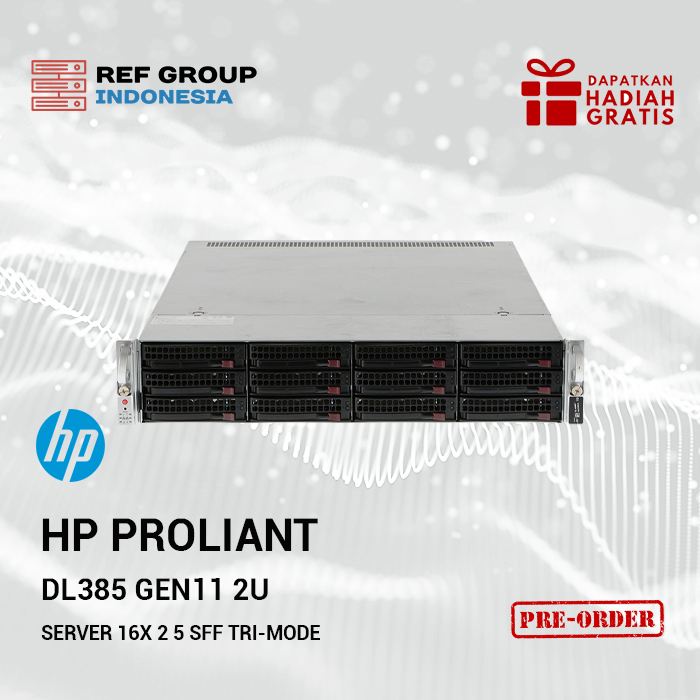 REF GROUP
INDONESIA
DAPATKAN
HADIAH
GRATIS
hp
HP PROLIANT
DL385 GEN11 2U
SERVER 16X 2 5 SFF TRI-MODE
PRE-ORDER